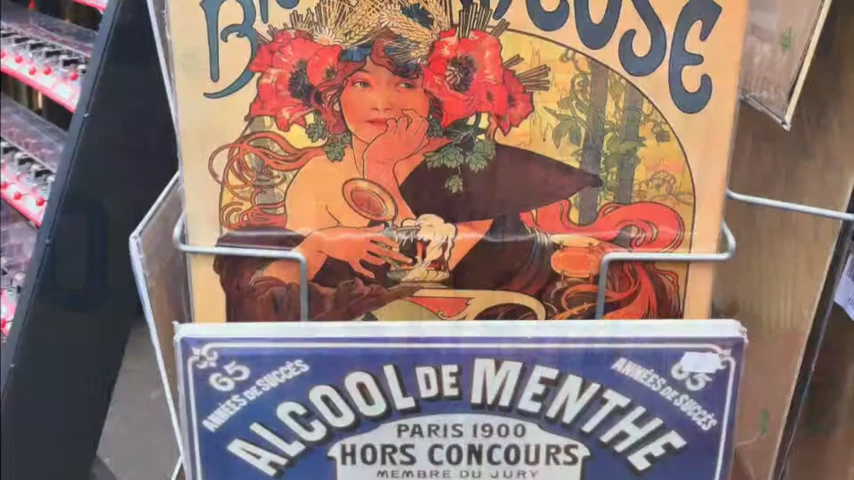 65
ANNÉES DE SUCCÈS
ANNÉES DE SUCCÈS
65
ALCOOL DE MENTHE
PARIS 1900
HORS CONCOURS
MEMBRE DU JURY